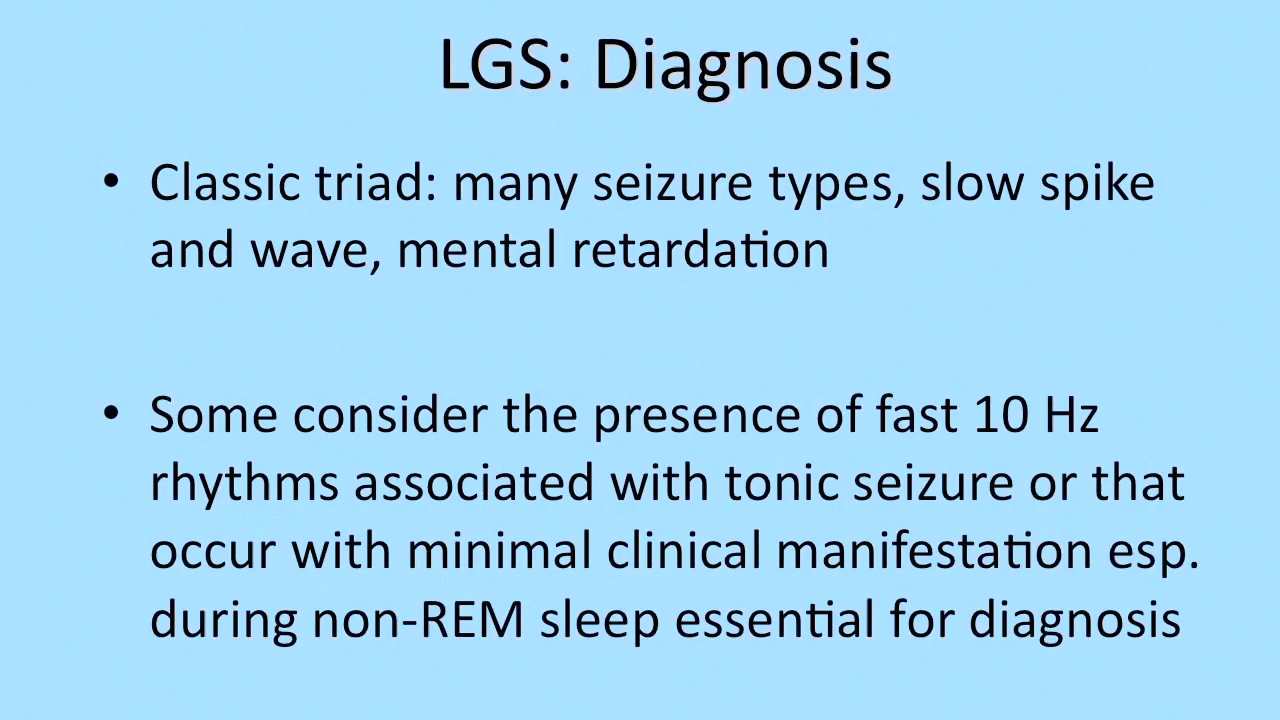 LGS: Diagnosis
• Classic triad: many seizure types, slow spike
and wave, mental retardation
• Some consider the presence of fast 10 Hz
rhythms associated with tonic seizure or that
occur with minimal clinical manifestation esp.
during non-REM sleep essential for diagnosis